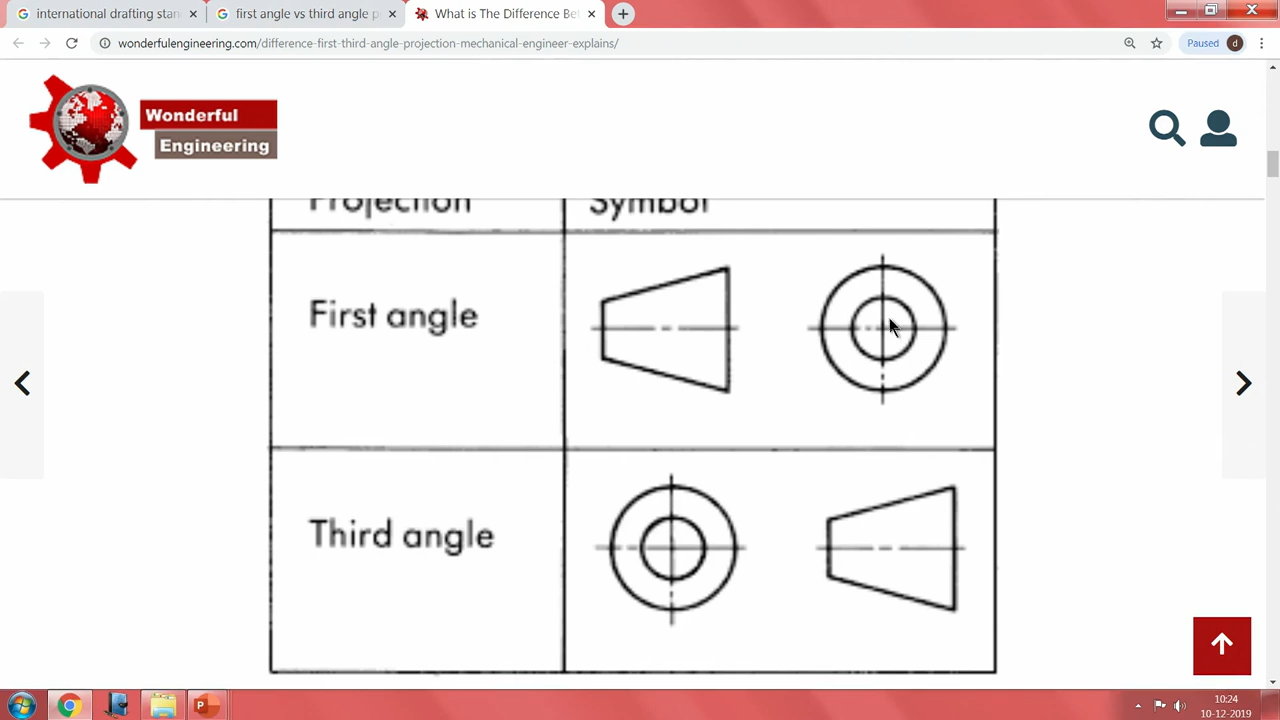 international drafting stan
first angle vs third angle p
What is The Difference Be
wonderfulengineering.com/difference-first-third-angle-projection-mechanical-engineer-explains/
Paused
d
Wonderful
Engineering
Projection
Symbol
First angle
Third angle
10:24
10-12-2019